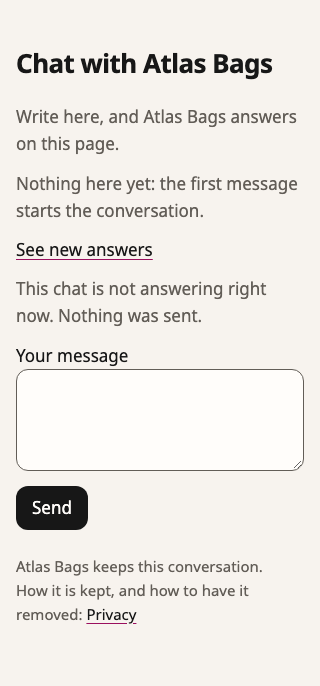 Chat with Atlas Bags
Write here, and Atlas Bags answers
on this page.
Nothing here yet: the first message
starts the conversation.
See new answers
This chat is not answering right
now. Nothing was sent.
Your message
Send
Atlas Bags keeps this conversation.
How it is kept, and how to have it
removed: Privacy